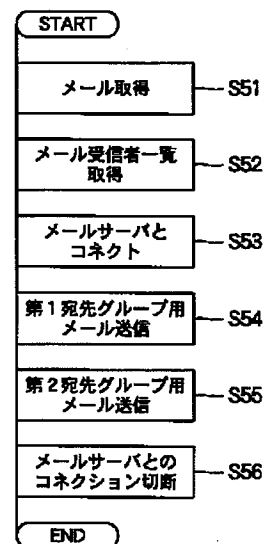 START
メール取得
S51
メール受信者一覧
取得
S52
メールサーバと
コネクト
S53
第1宛先グループ用
メール送信
S54
第2宛先グループ用
メール送信
S55
メールサーバとの
コネクション切断
S56
END